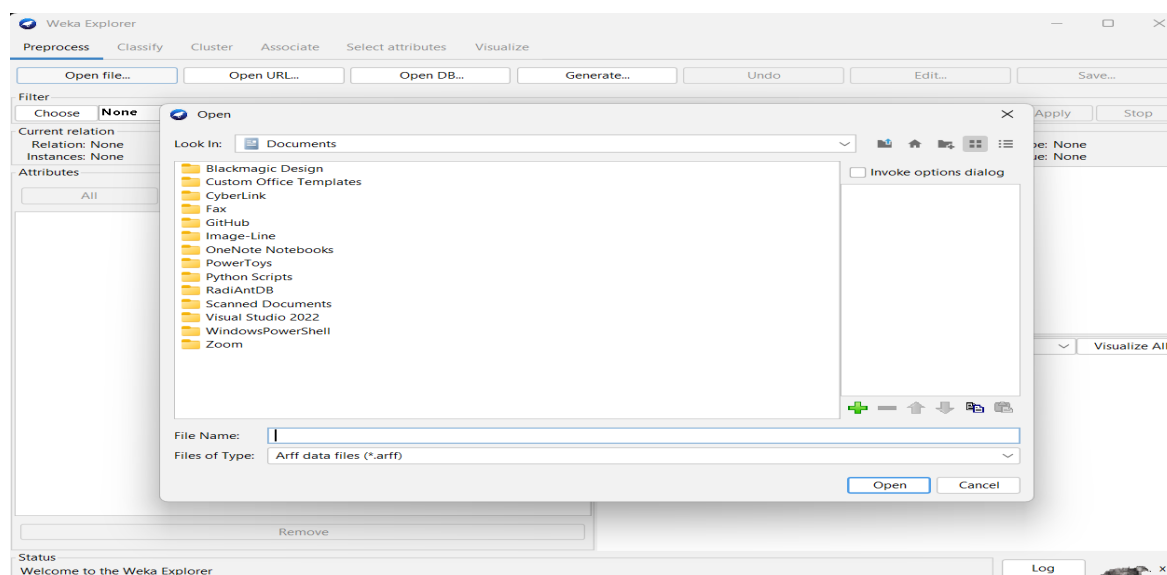 Weka Explorer
Preprocess Classify Cluster Associate Select attributes Visualize
Open file... Open URL... Open DB... Generate... Undo Edit... Save...
Filter
Choose None Apply Stop
Open
Current relation
Relation: None
Instances: None
pe: None
ue: None
Attributes
All
Look In: Documents
Blackmagic Design
Custom Office Templates
CyberLink
Fax
GitHub
Image-Line
OneNote Notebooks
PowerToys
Python Scripts
RadiAntDB
Scanned Documents
Visual Studio 2022
WindowsPowerShell
Zoom
Invoke options dialog
Visualize All
File Name:
Files of Type: Arff data files (*.arff)
Open Cancel
Remove
Status
Welcome to the Weka Explorer
Log
x